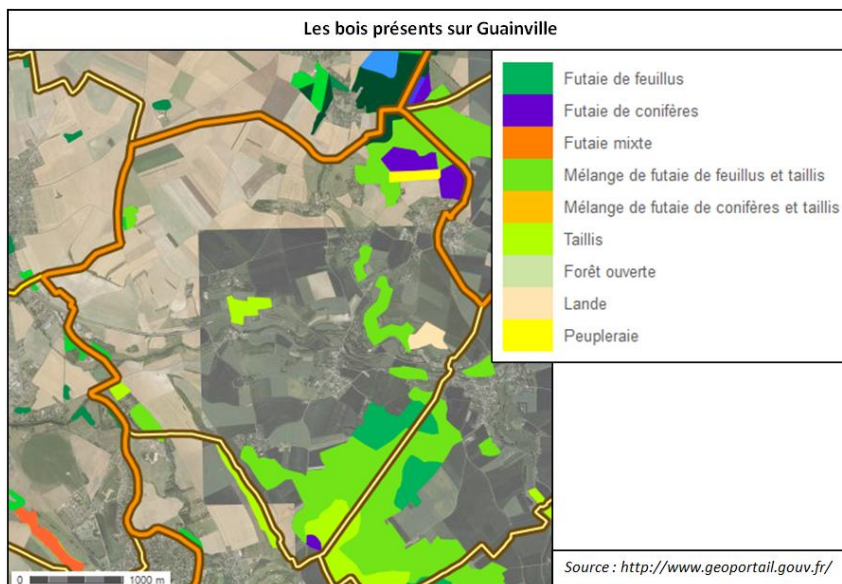 Les bois présents sur Guainville
Futaie de feuillus
Futaie de conifères
Futaie mixte
Mélange de futaie de feuillus et taillis
Mélange de futaie de conifères et taillis
Taillis
Forêt ouverte
Lande
Peupleraie
0 1000 m
Source : http://www.geoportail.gouv.fr/